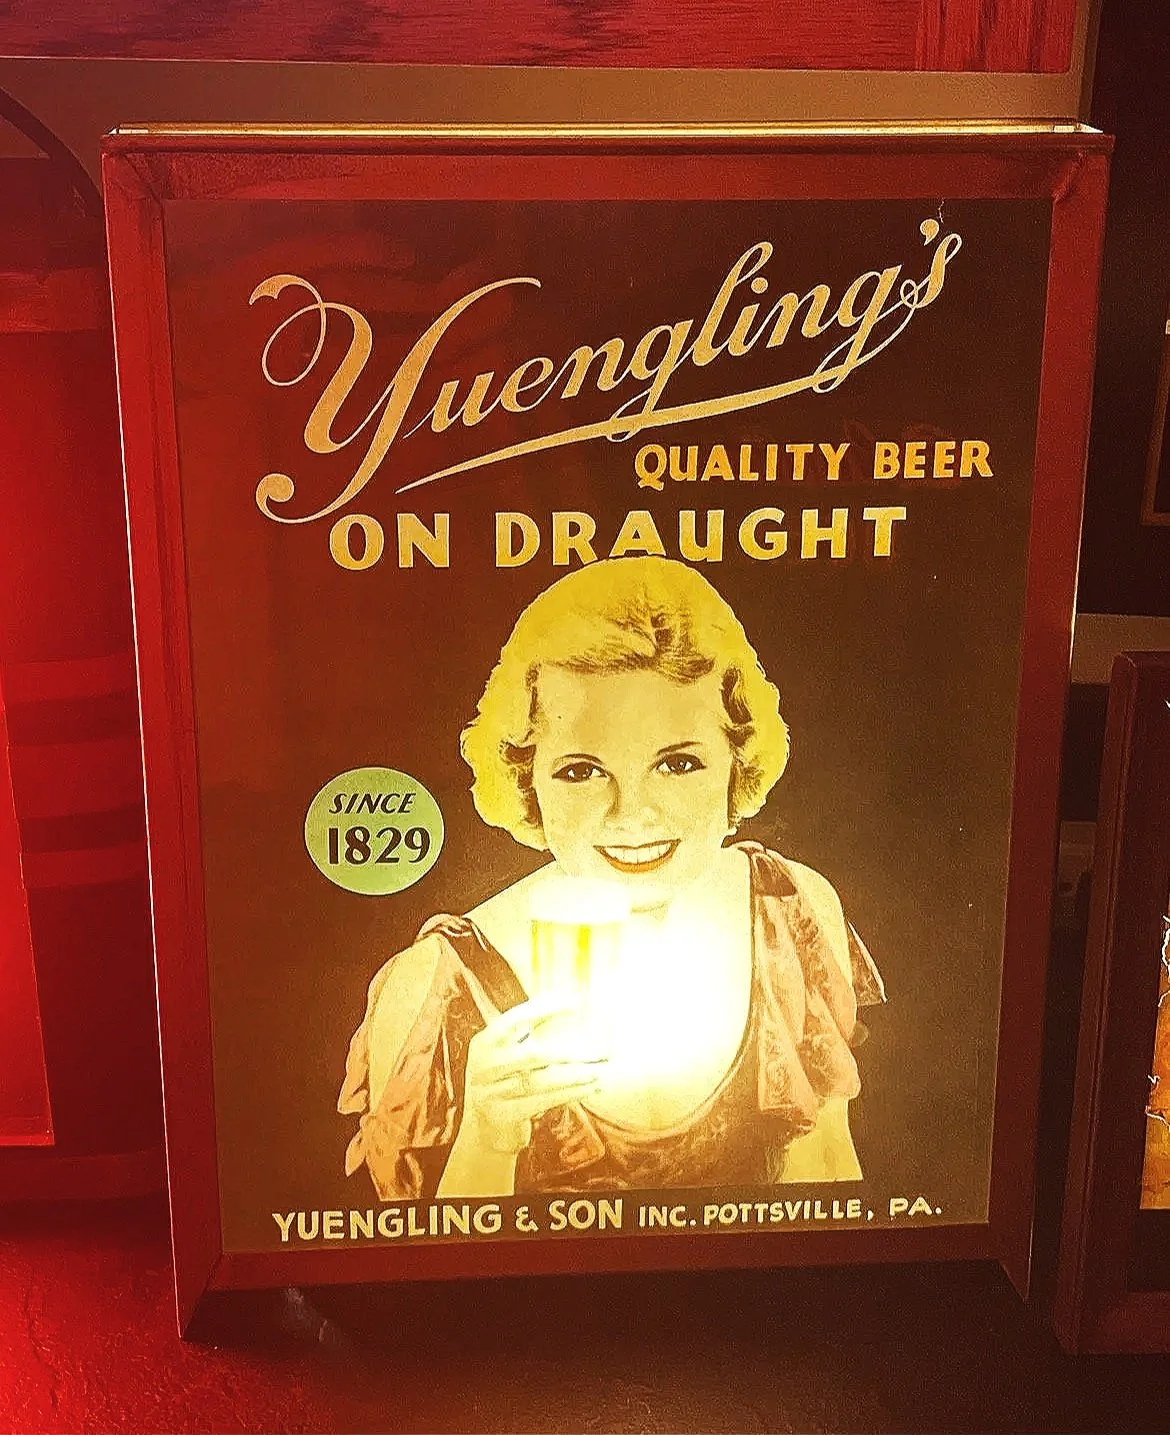 Yuengling's
QUALITY BEER
ON DRAUGHT
SINCE
1829
YUENGLING & SON INC. POTTSVILLE, PA.